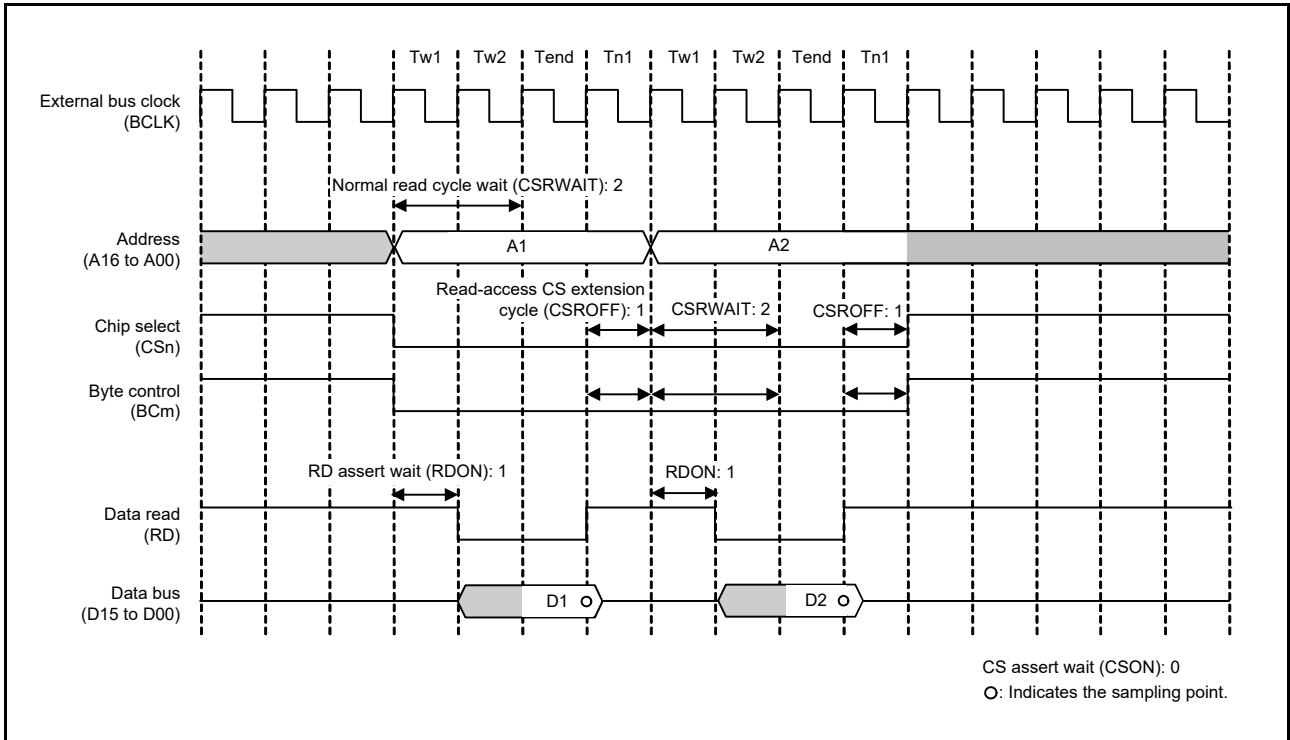 Tw1 Tw2 Tend Tn1 Tw1 Tw2 Tend Tn1
External bus clock
(BCLK)
Normal read cycle wait (CSRWAIT): 2
Address
(A16 to A00)
A1 A2
Read-access CS extension
cycle (CSROFF): 1 CSRWAIT: 2 CSROFF: 1
Chip select
(CSn)
Byte control
(BCm)
RD assert wait (RDON): 1 RDON: 1
Data read
(RD)
Data bus
(D15 to D00)
D1 D2
CS assert wait (CSON): 0
O: Indicates the sampling point.